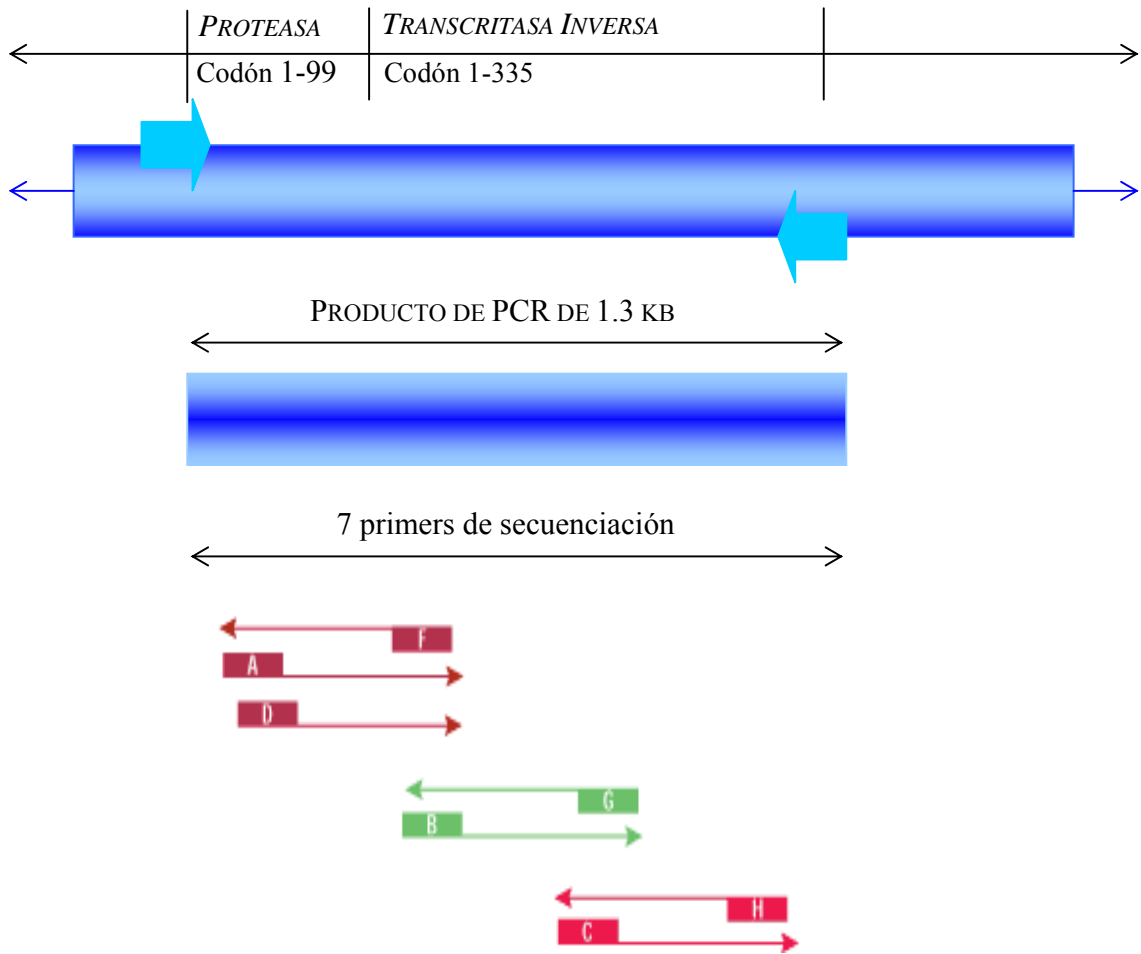 PROTEASA
TRANSCRITASA INVERSA
Codón 1-99
Codón 1-335
PRODUCTO DE PCR DE 1.3 KB
7 primers de secuenciación
F
A
D
G
B
H
C